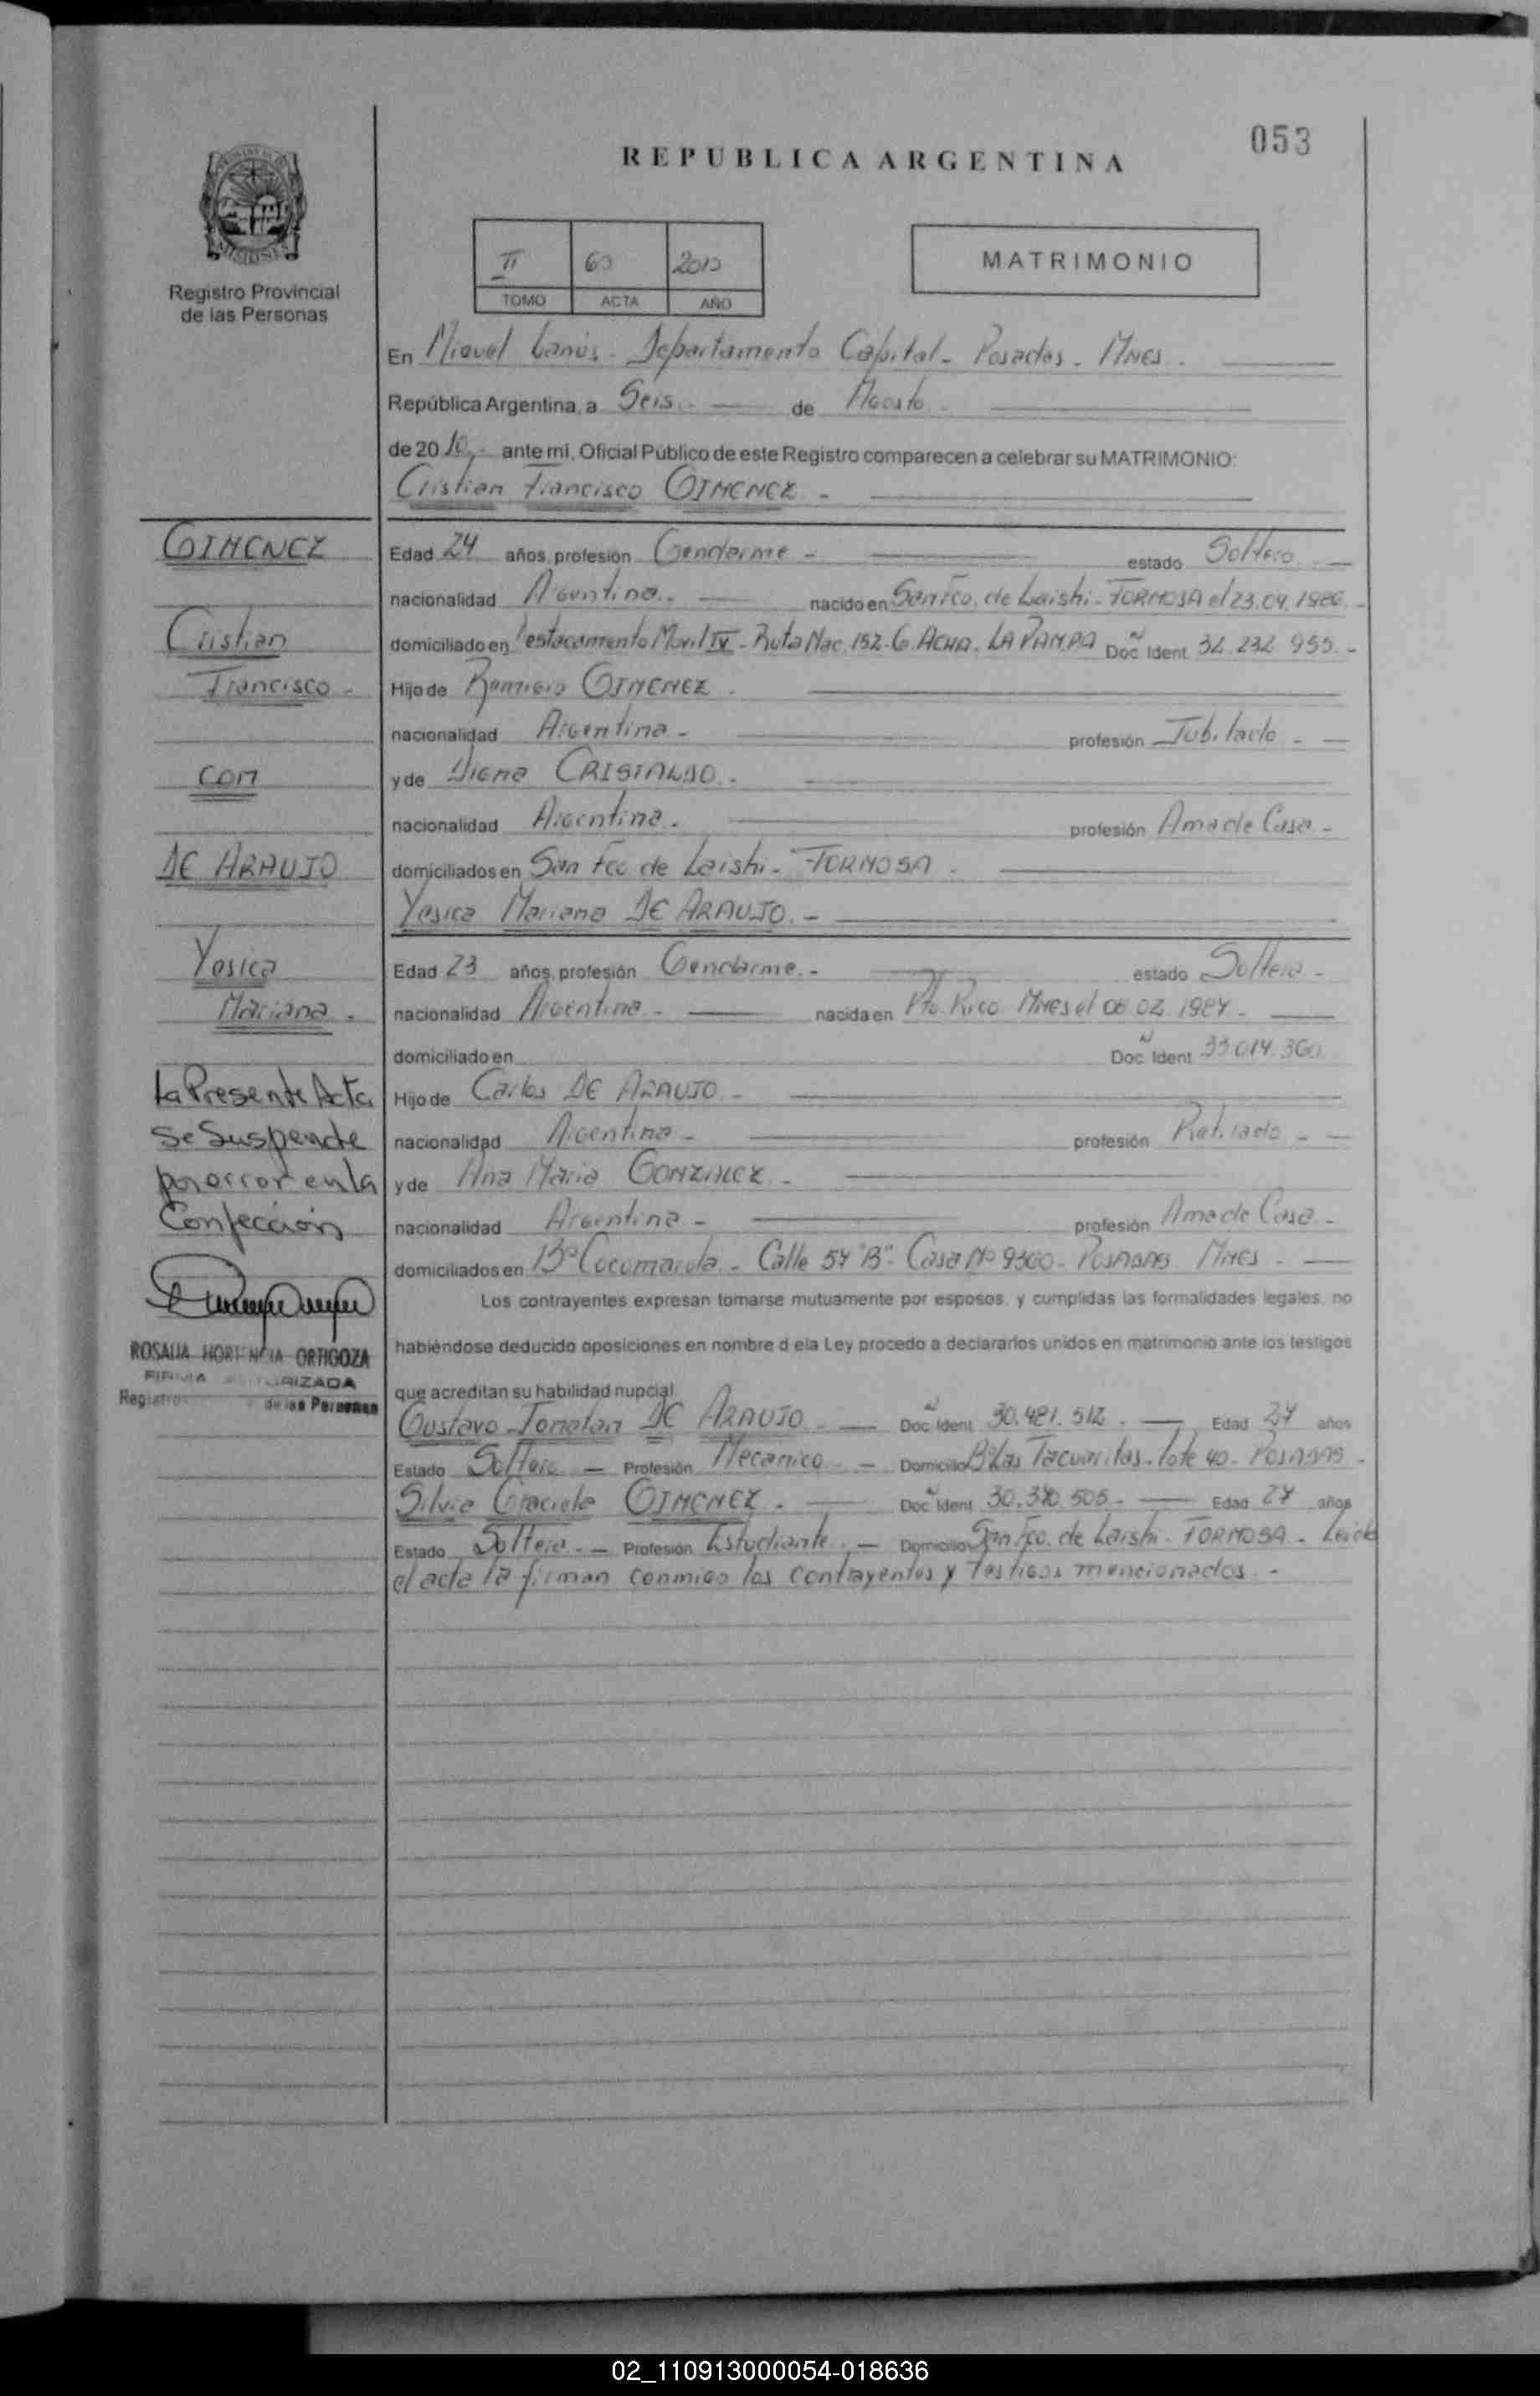 053
REPUBLICA ARGENTINA
MISIONES
Registro Provincial
de las Personas
II 60 2010
TOMO ACTA AÑO
MATRIMONIO
En Miguel Lanús - Departamento Capital - Posadas - Mnes.
República Argentina, a Seis.- de Agosto.-
de 2010,- ante mi, Oficial Público de este Registro comparecen a celebrar su MATRIMONIO:
Cristian Francisco GIMENEZ -
GIMENEZ
Cristian
Francisco -
con
DE ARAUJO
Yesica
Mariana -
La Presente Acta
Se Suspende
por error en la
Confección
ROSALIA HORTENCIA ORTIGOZA
FIRMA AUTORIZADA
Registro de las Personas
Edad 24 años, profesión Gendarme - estado Soltero
nacionalidad Argentina.- nacido en San Fco. de Laishi - FORMOSA el 23.04.1986 -
domiciliado en Destacamento Movil IV - Ruta Nac. 152 - G. ACHA. LA PAMPA Doc Ident 32.232.955.-
Hijo de Remigio GIMENEZ -
nacionalidad Argentina - profesión Jubilado -
y de Digna CRISTALDO.-
nacionalidad Argentina. profesión Ama de Casa -
domiciliados en San Fco. de Laishi - FORMOSA -
Yesica Mariana DE ARAUJO.-
Edad 23 años, profesión Gendarme.- estado Soltera -
nacionalidad Argentina - nacida en Pto. Rico Mnes el 08 02 1987 -
domiciliado en Doc Ident 33.014.360
Hijo de Carlos DE ARAUJO -
nacionalidad Argentina - profesión Retirado -
y de Ana Maria GONZALEZ -
nacionalidad Argentina - profesión Ama de Casa -
domiciliados en Bº Cocomarola - Calle 57 "B" - Casa Nº 9360 - POSADAS Mnes -
Los contrayentes expresan tomarse mutuamente por esposos, y cumplidas las formalidades legales, no
habiéndose deducido oposiciones en nombre d ela Ley procedo a declararlos unidos en matrimonio ante los testigos
que acreditan su habilidad nupcial.
Gustavo Jonatan DE ARAUJO - Doc Ident 30.481.512 - Edad 27 años
Estado Soltero - Profesión Mecanico - Domicilio Bº Las Tacuaritas - lote 40 - POSADAS -
Silvia Graciela GIMENEZ - Doc Ident 30.370.505 - Edad 27 años
Estado Soltera - Profesión Estudiante - Domicilio San Fco. de Laishi - FORMOSA - Leida
el acta la firman conmigo los contrayentes y testigos mencionados -
02_110913000054-018636